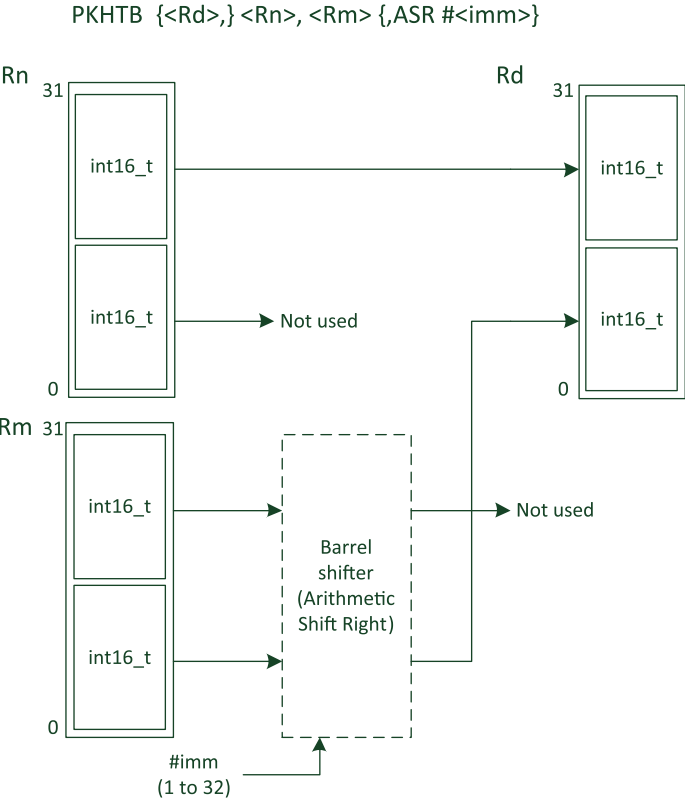 PKHTB {<Rd>,} <Rn>, <Rm> {,ASR #<imm>}
Rn
31
int16_t
int16_t
0
Not used
Rd
31
int16_t
int16_t
0
Rm
31
int16_t
int16_t
0
Barrel
shifter
(Arithmetic
Shift Right)
Not used
#imm
(1 to 32)